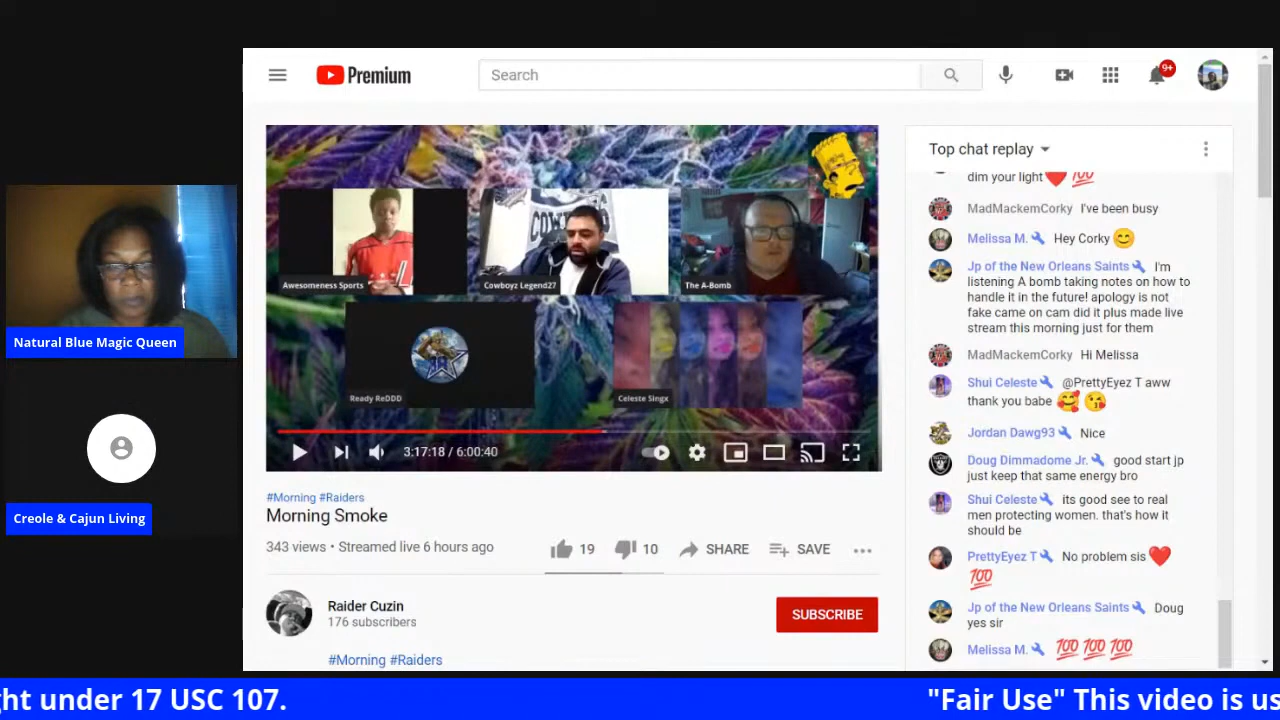 Premium
Search
9+
Awesomeness Sports
Cowboyz Legend27
The A-Bomb
Ready ReDDD
Celeste Singx
3:17:18 / 6:00:40
#Morning #Raiders
Morning Smoke
343 views • Streamed live 6 hours ago
19
10
SHARE
SAVE
Raider Cuzin
176 subscribers
SUBSCRIBE
#Morning #Raiders
Top chat replay
dim your light❤️💯
MadMackemCorky I've been busy
Melissa M. Hey Corky 😊
Jp of the New Orleans Saints I'm
listening A bomb taking notes on how to
handle it in the future! apology is not
fake came on cam did it plus made live
stream this morning just for them
MadMackemCorky Hi Melissa
Shui Celeste @PrettyEyez T aww
thank you babe 🥰 😘
Jordan Dawg93 Nice
Doug Dimmadome Jr. good start jp
just keep that same energy bro
Shui Celeste its good see to real
men protecting women. that's how it
should be
PrettyEyez T No problem sis ❤️
💯
Jp of the New Orleans Saints Doug
yes sir
Melissa M. 💯 💯 💯
Natural Blue Magic Queen
Creole & Cajun Living
ght under 17 USC 107.
"Fair Use" This video is us